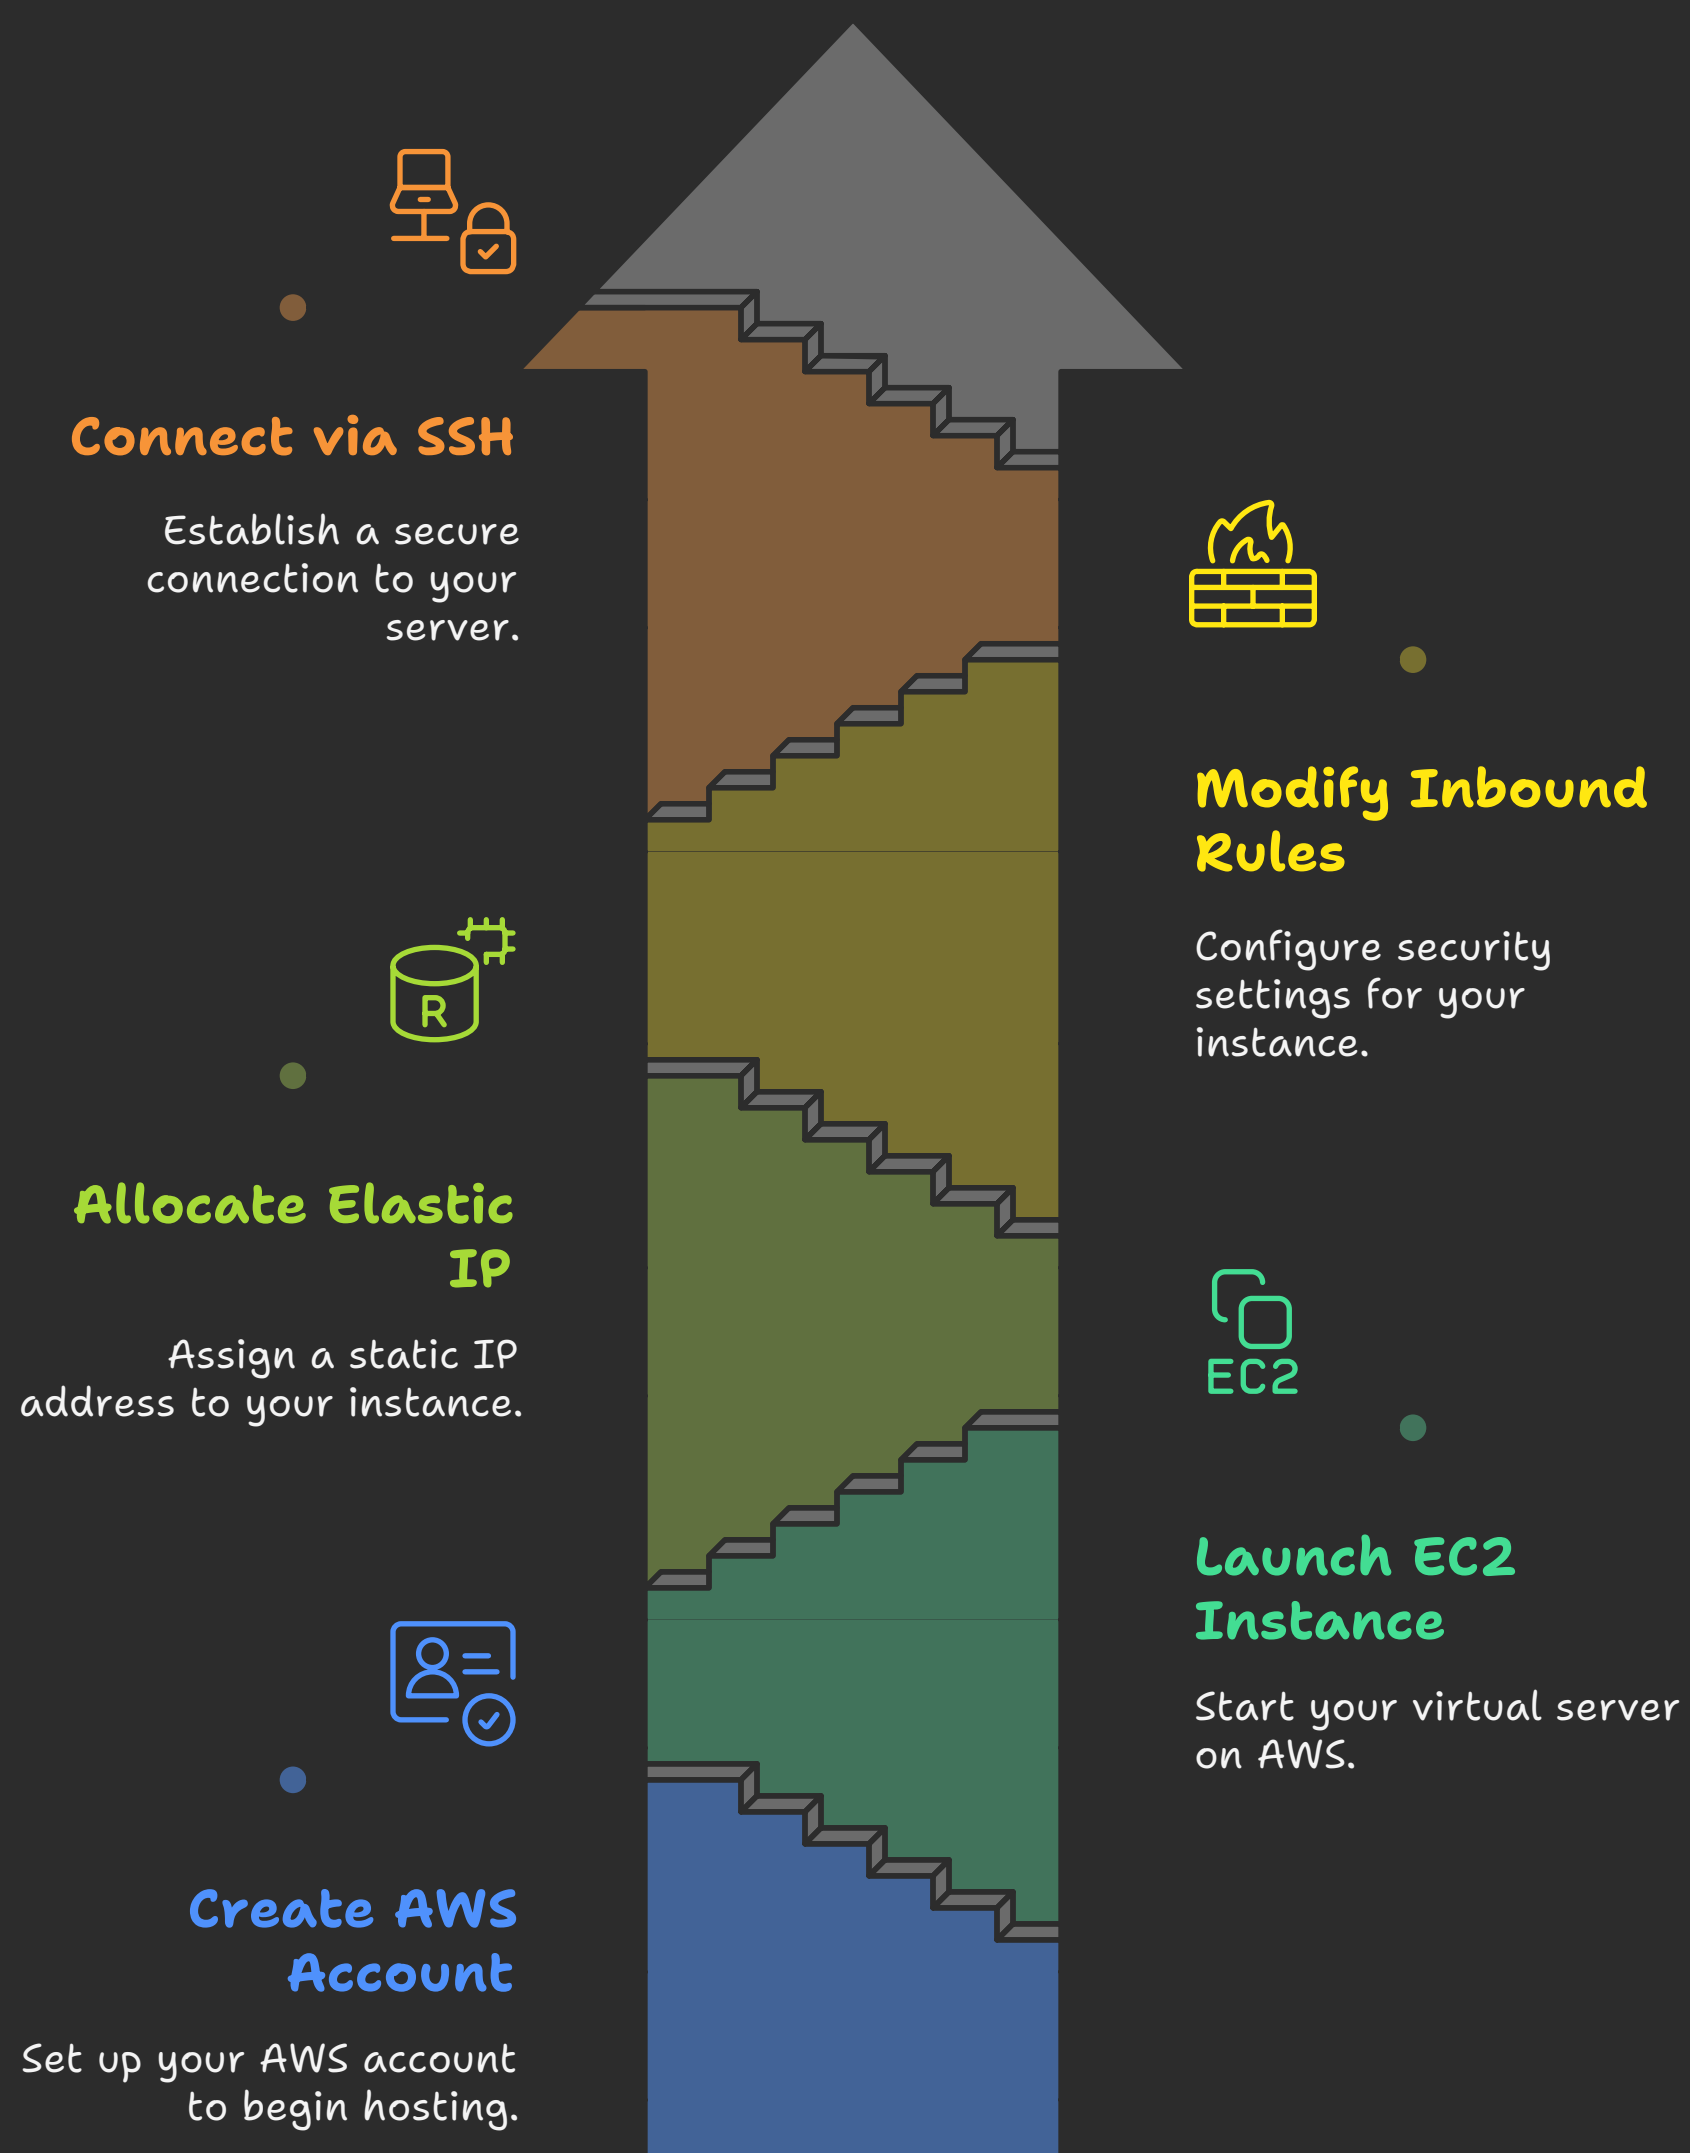 Connect via SSH
Establish a secure
connection to your
server.
Modify Inbound
Rules
Configure security
settings for your
instance.
R
Allocate Elastic
IP
Assign a static IP
address to your instance.
EC2
Launch EC2
Instance
Start your virtual server
on AWS.
Create AWS
Account
Set up your AWS account
to begin hosting.